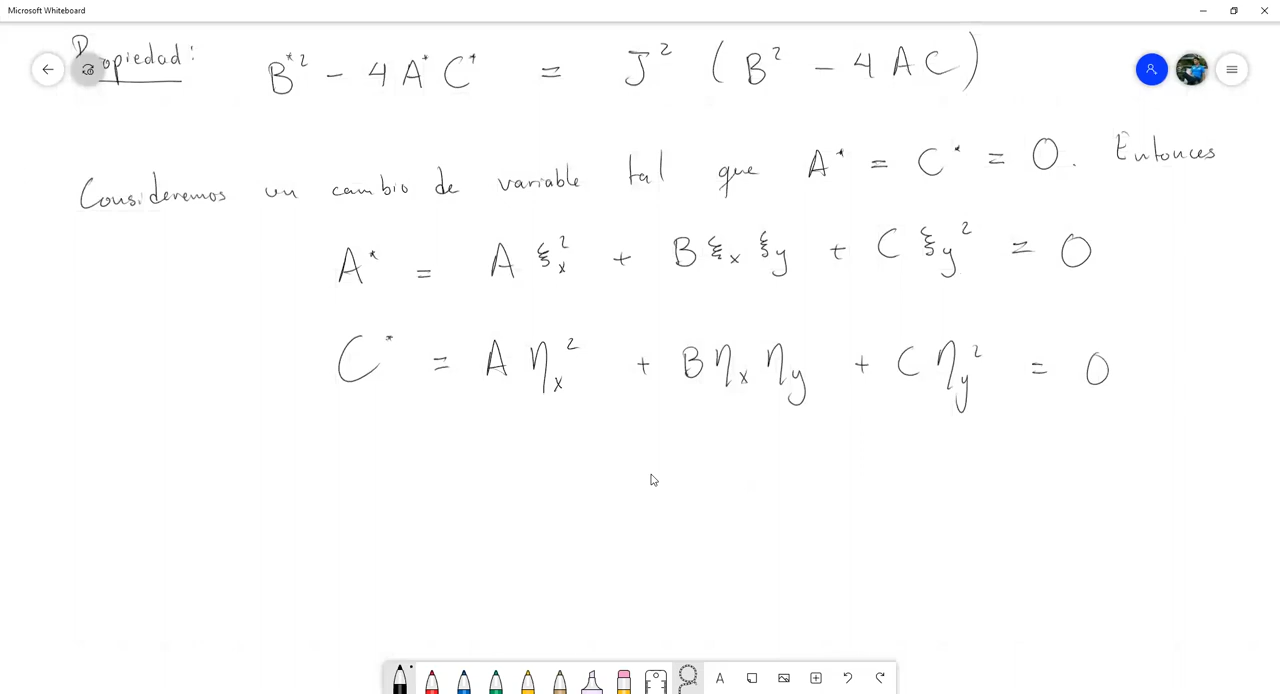 Microsoft Whiteboard
Propiedad: B*² - 4A*C* = J² (B² - 4AC)
Consideremos un cambio de variable tal que A* = C* = 0. Entonces
A* = A ξₓ² + B ξₓ ξy + C ξy² = 0
C* = A ηₓ² + B ηₓ ηy + C ηy² = 0
A